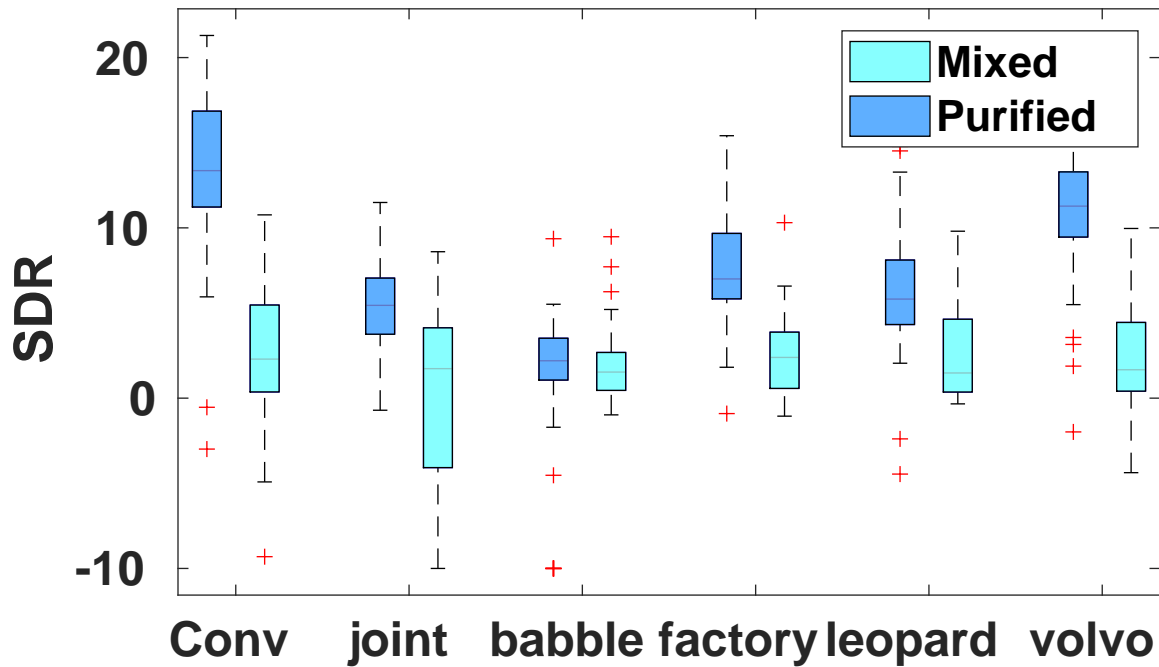 SDR
20
10
0
-10
Mixed
Purified
Conv joint babble factory leopard volvo